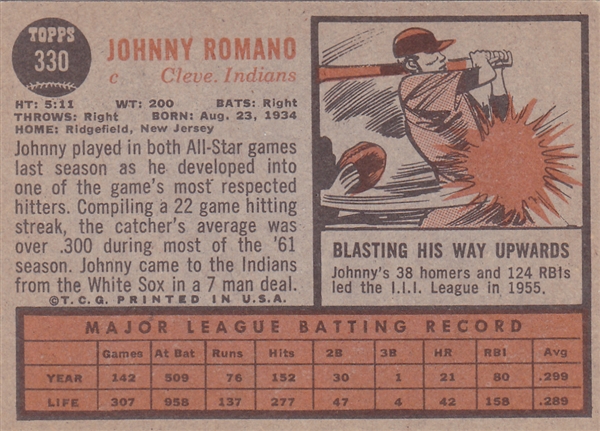 TOPPS
330
JOHNNY ROMANO
c Cleve. Indians
HT: 5:11 WT: 200 BATS: Right
THROWS: Right BORN: Aug. 23, 1934
HOME: Ridgefield, New Jersey
Johnny played in both All-Star games
last season as he developed into
one of the game's most respected
hitters. Compiling a 22 game hitting
streak, the catcher's average was
over .300 during most of the '61
season. Johnny came to the Indians
from the White Sox in a 7 man deal.
©T.C.G. PRINTED IN U.S.A.
BLASTING HIS WAY UPWARDS
Johnny's 38 homers and 124 RBIs
led the I.I.I. League in 1955.
MAJOR LEAGUE BATTING RECORD
Games At Bat Runs Hits 2B 3B HR RBI Avg
YEAR 142 509 76 152 30 1 21 80 .299
LIFE 307 958 137 277 47 4 42 158 .289